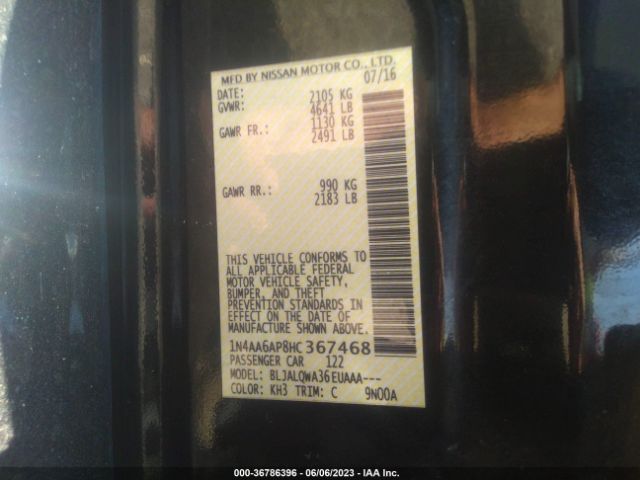 MFD BY NISSAN MOTOR CO., LTD.
DATE: 07/16
GVWR: 2105 KG
4641 LB
GAWR FR.: 1130 KG
2491 LB
GAWR RR.: 990 KG
2183 LB
THIS VEHICLE CONFORMS TO
ALL APPLICABLE FEDERAL
MOTOR VEHICLE SAFETY,
BUMPER, AND THEFT
PREVENTION STANDARDS IN
EFFECT ON THE DATE OF
MANUFACTURE SHOWN ABOVE.
1N4AA6AP8HC367468
PASSENGER CAR 122
MODEL: BLJALQWA36EUAAA---
COLOR: KH3 TRIM: C 9N00A
000-36786396 - 06/06/2023 - IAA Inc.